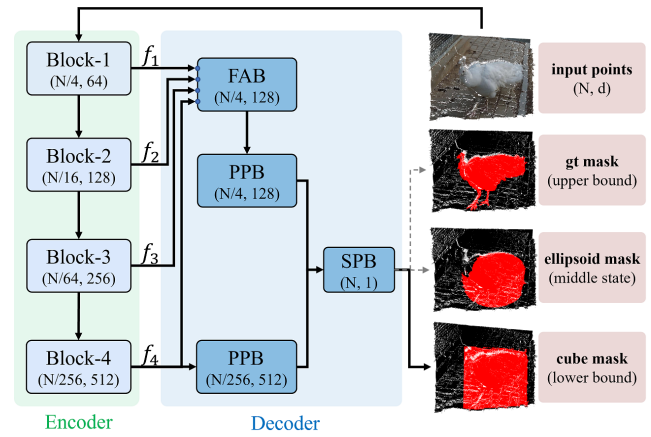 Block-1
(N/4, 64)
f₁
FAB
(N/4, 128)
input points
(N, d)
Block-2
(N/16, 128)
f₂
PPB
(N/4, 128)
gt mask
(upper bound)
Block-3
(N/64, 256)
f₃
SPB
(N, 1)
ellipsoid mask
(middle state)
Block-4
(N/256, 512)
f₄
PPB
(N/256, 512)
cube mask
(lower bound)
Encoder
Decoder